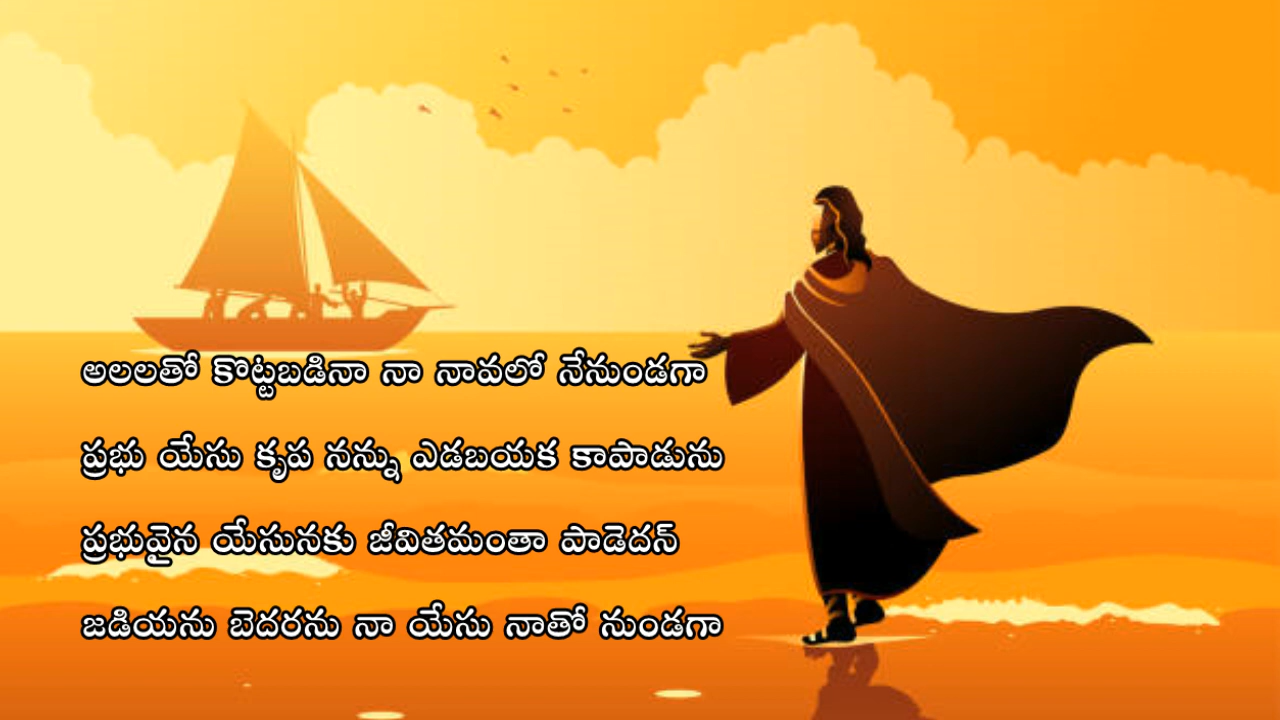 అలలతో కొట్టబడినా నా నావలో నేనుండగా
ప్రభు యేసు కృప నన్ను ఎడబయక కాపాడును
ప్రభువైన యేసునకు జీవితమంతా పాడెదన్
జడియను బెదరను నా యేసు నాతో నుండగా